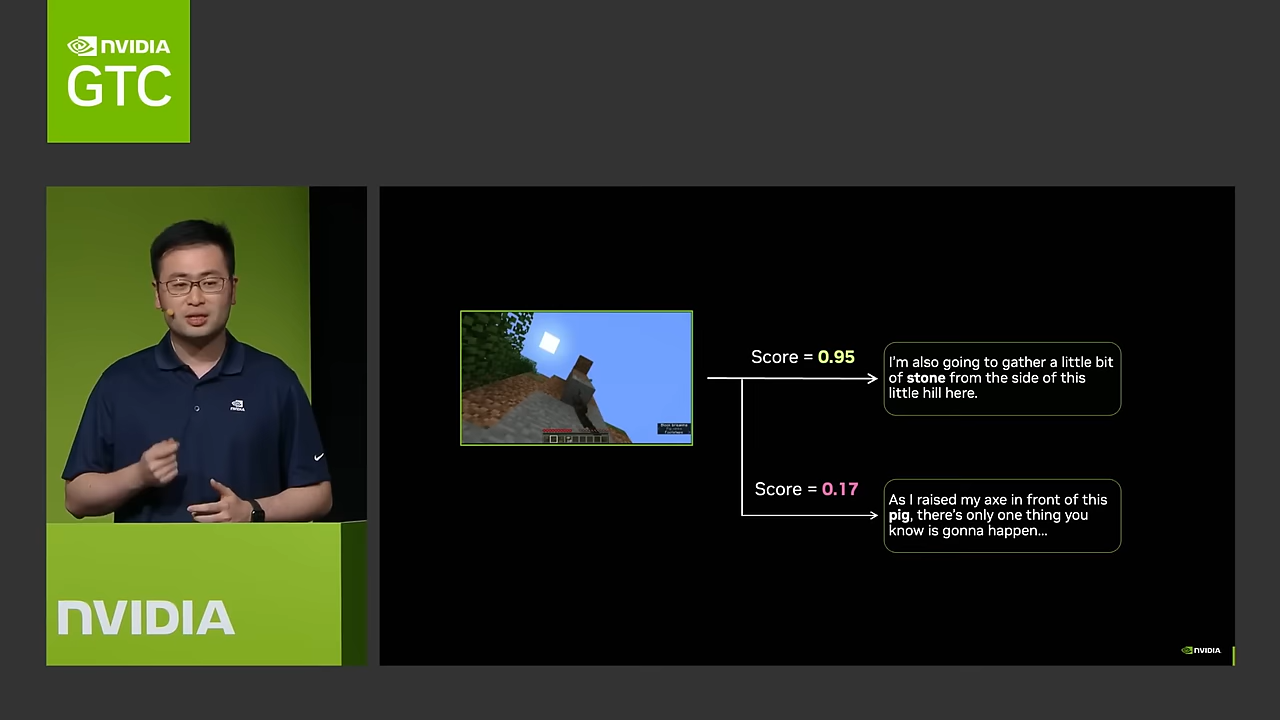 NVIDIA
GTC
NVIDIA
NVIDIA
Score = 0.95
I'm also going to gather a little bit
of stone from the side of this
little hill here.
Score = 0.17
As I raised my axe in front of this
pig, there's only one thing you
know is gonna happen...
NVIDIA